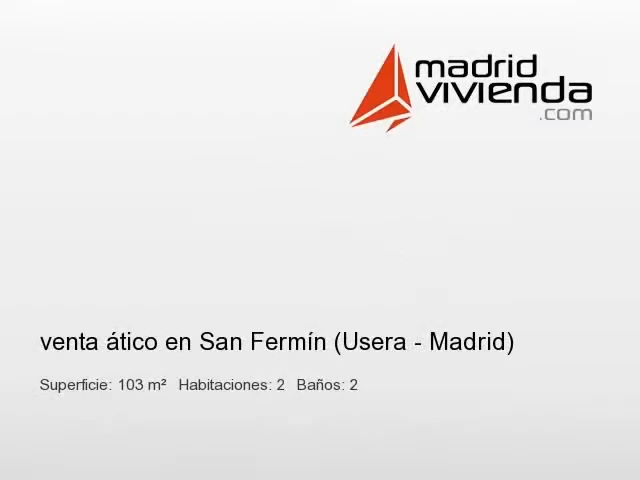 madrid
vivienda
.com
venta ático en San Fermín (Usera - Madrid)
Superficie: 103 m² Habitaciones: 2 Baños: 2